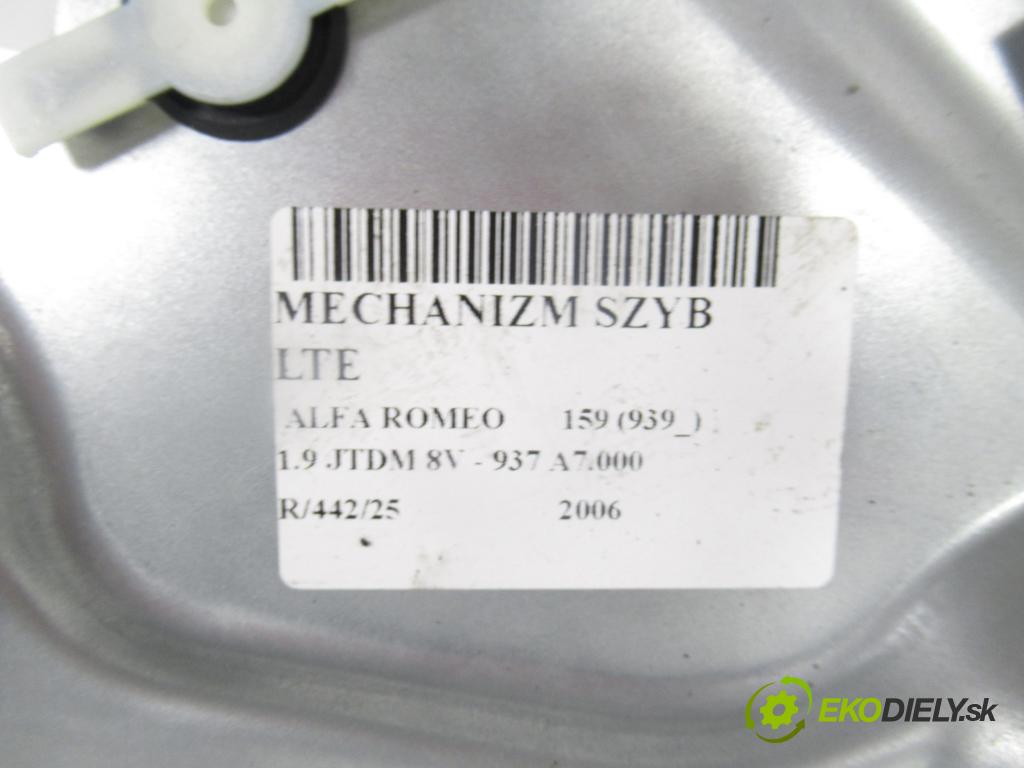 MECHANIZM SZYB
LTE
ALFA ROMEO 159 (939_)
1.9 JTDM 8V - 937 A7.000
R/442/25 2006
EKODIELY.sk